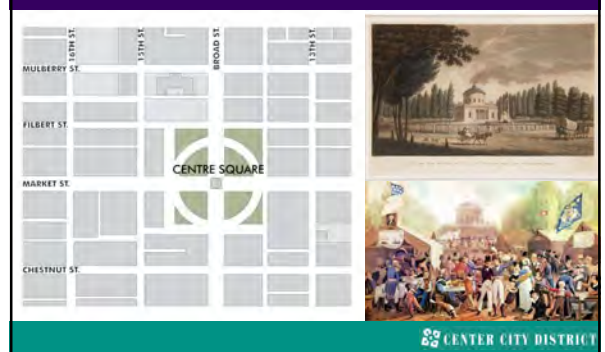 16TH ST.
15TH ST.
BROAD ST.
13TH ST.
MULBERRY ST.
FILBERT ST.
CENTRE SQUARE
MARKET ST.
CHESTNUT ST.
CENTER CITY DISTRICT